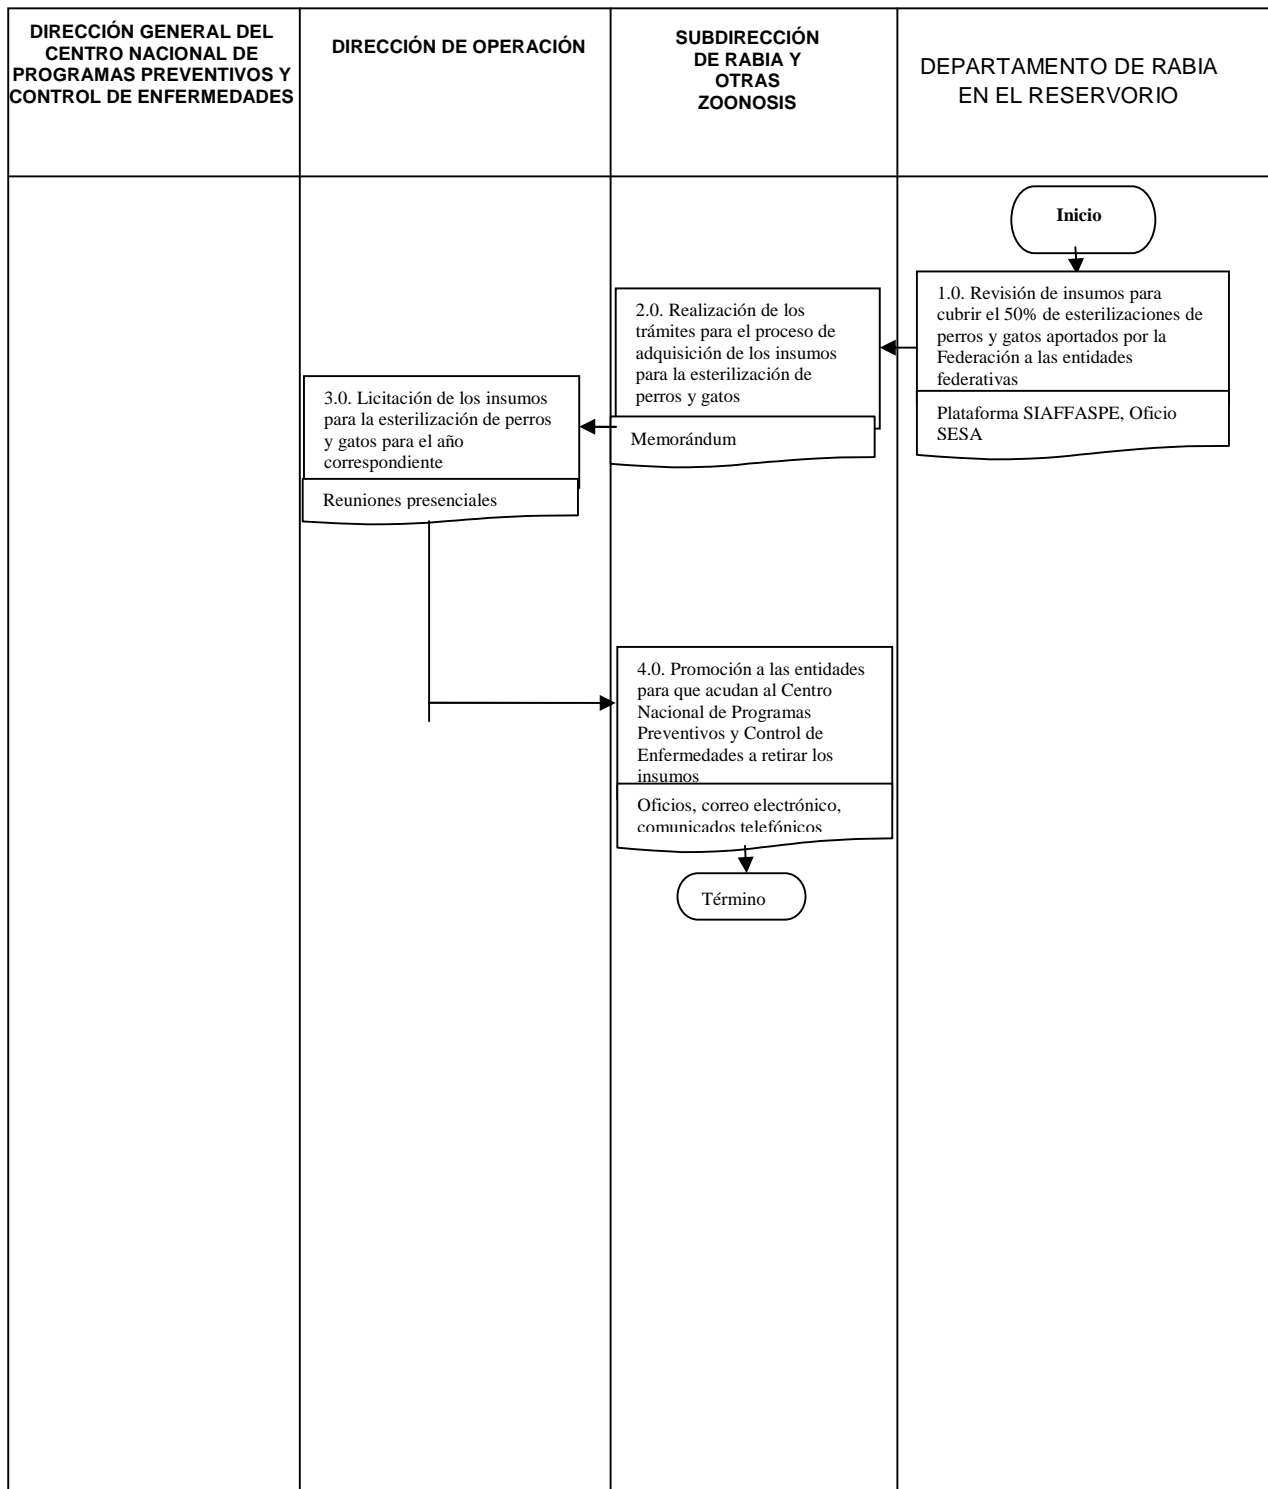 DIRECCIÓN GENERAL DEL
CENTRO NACIONAL DE
PROGRAMAS PREVENTIVOS Y
CONTROL DE ENFERMEDADES
DIRECCIÓN DE OPERACIÓN
SUBDIRECCIÓN
DE RABIA Y
OTRAS
ZOONOSIS
DEPARTAMENTO DE RABIA
EN EL RESERVORIO
Inicio
1.0. Revisión de insumos para
cubrir el 50% de esterilizaciones de
perros y gatos aportados por la
Federación a las entidades
federativas
Plataforma SIAFFASPE, Oficio
SESA
2.0. Realización de los
trámites para el proceso de
adquisición de los insumos
para la esterilización de
perros y gatos
Memorándum
3.0. Licitación de los insumos
para la esterilización de perros
y gatos para el año
correspondiente
Reuniones presenciales
4.0. Promoción a las entidades
para que acudan al Centro
Nacional de Programas
Preventivos y Control de
Enfermedades a retirar los
insumos
Oficios, correo electrónico,
comunicados telefónicos
Término